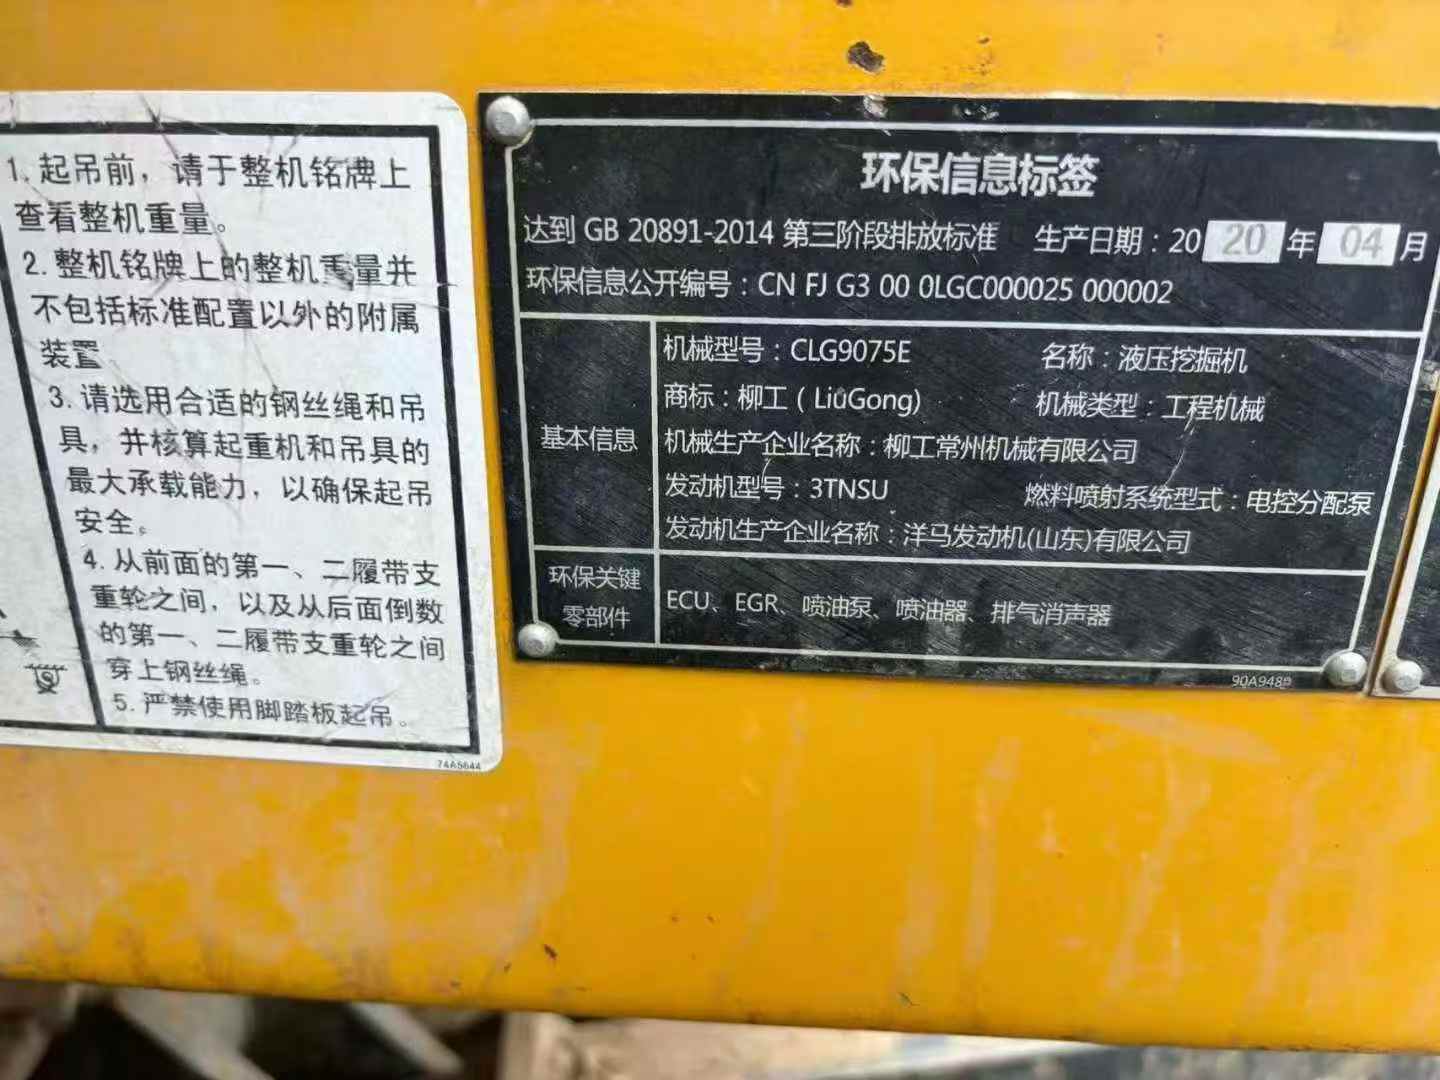 1. 起吊前，请于整机铭牌上
查看整机重量。
2. 整机铭牌上的整机重量并
不包括标准配置以外的附属
装置。
3. 请选用合适的钢丝绳和吊
具，并核算起重机和吊具的
最大承载能力，以确保起吊
安全。
4. 从前面的第一、二履带支
重轮之间，以及从后面倒数
的第一、二履带支重轮之间
穿上钢丝绳。
5. 严禁使用脚踏板起吊。
74A5644
环保信息标签
达到 GB 20891-2014 第三阶段排放标准 生产日期：20 20 年 04 月
环保信息公开编号：CN FJ G3 00 0LGC000025 000002
基本信息
机械型号：CLG9075E 名称：液压挖掘机
商标：柳工（LiuGong) 机械类型：工程机械
机械生产企业名称：柳工常州机械有限公司
发动机型号：3TNSU 燃料喷射系统型式：电控分配泵
发动机生产企业名称：洋马发动机(山东)有限公司
环保关键
零部件
ECU、EGR、喷油泵、喷油器、排气消声器